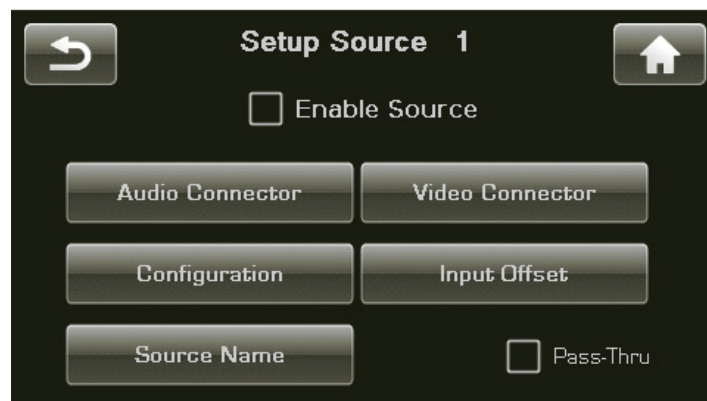 Setup Source 1
Enable Source
Audio Connector Video Connector
Configuration Input Offset
Source Name Pass-Thru